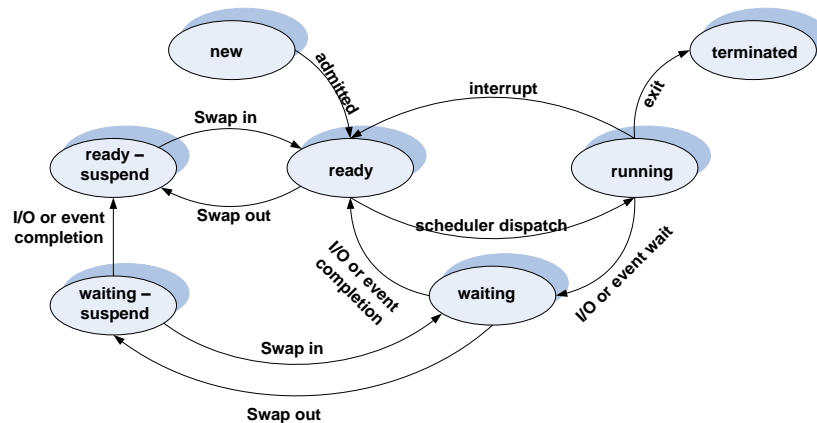 new
terminated
admitted
interrupt
exit
Swap in
ready –
suspend
ready
running
Swap out
I/O or event
completion
scheduler dispatch
I/O or event
completion
I/O or event wait
waiting –
suspend
waiting
Swap in
Swap out